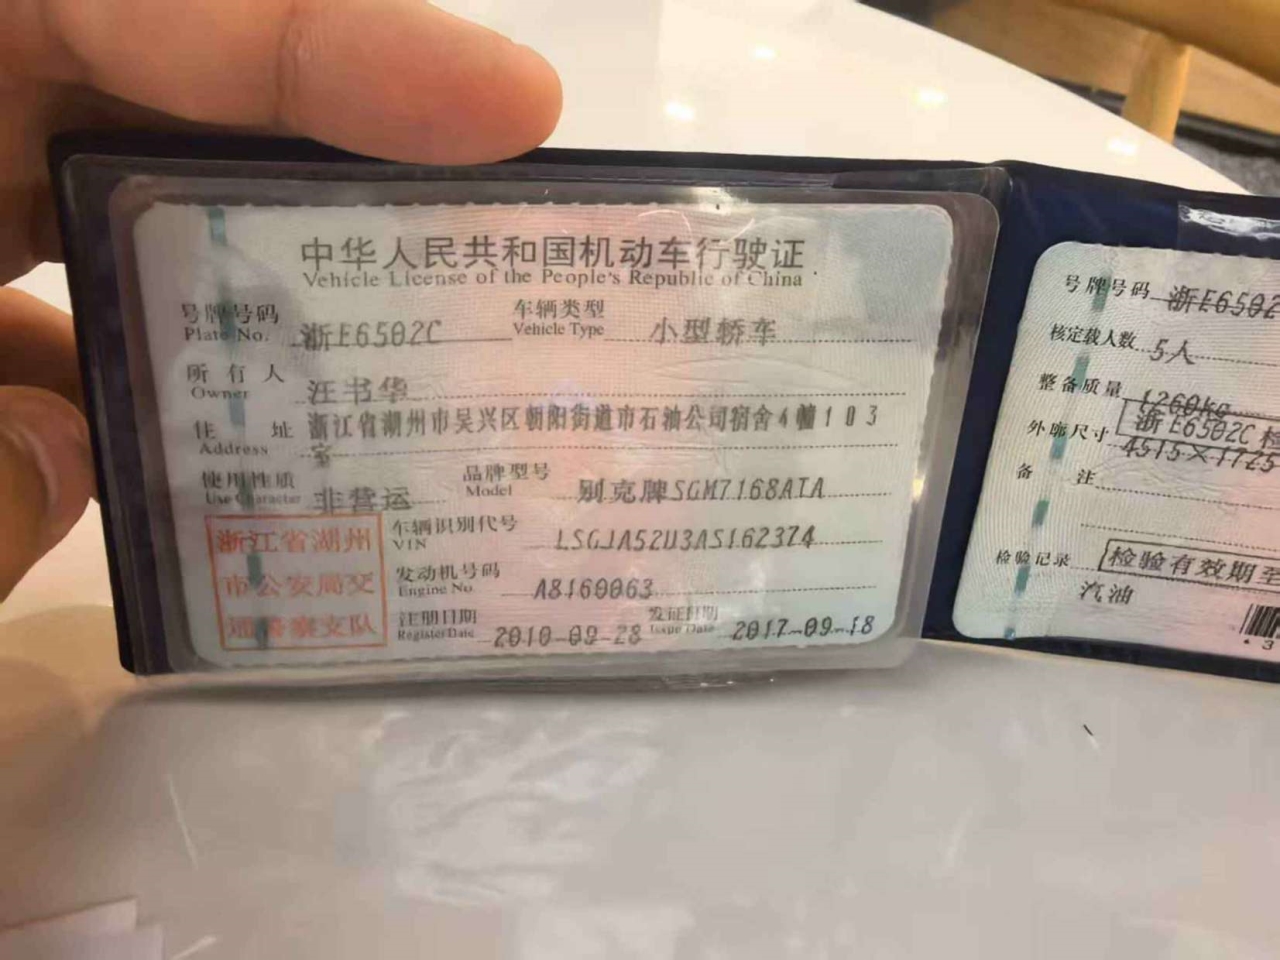 中华人民共和国机动车行驶证
Vehicle License of the People's Republic of China
号牌号码 浙E6502C 车辆类型 小型轿车
Plate No. Vehicle Type
所有人 汪书华
Owner
住址 浙江省湖州市吴兴区朝阳街道市石油公司宿舍4幢103
Address 室
使用性质 非营运 品牌型号 别克牌SGM7168ATA
Use Character Model
浙江省湖州
市公安局交
通警察支队
车辆识别代号 LSGJA52U3AS162374
VIN
发动机号码 A8160063
Engine No.
注册日期 2010-09-28 发证日期 2017-09-18
Register Date Issue Date
号牌号码 浙E6502
核定载人数 5人
整备质量 1260kg
浙E6502C 检
外廓尺寸 4515×1725
备注
检验记录 检验有效期至
汽油